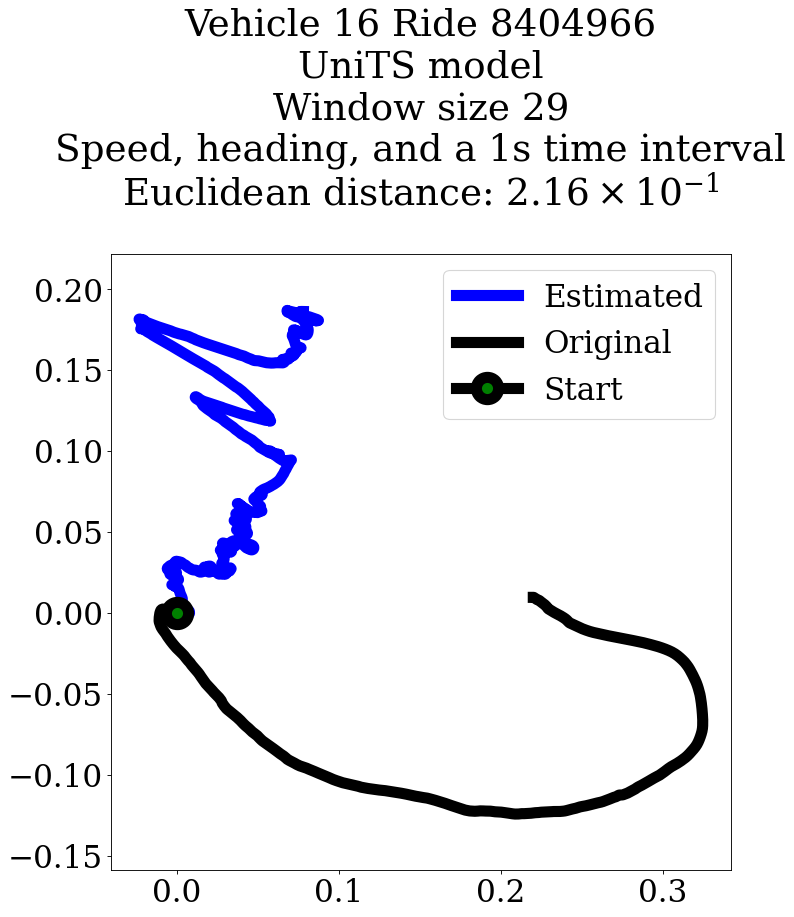 Vehicle 16 Ride 8404966
UniTS model
Window size 29
Speed, heading, and a 1s time interval
Euclidean distance: 2.16 × 10⁻¹
Estimated
Original
Start
0.20
0.15
0.10
0.05
0.00
−0.05
−0.10
−0.15
0.0 0.1 0.2 0.3